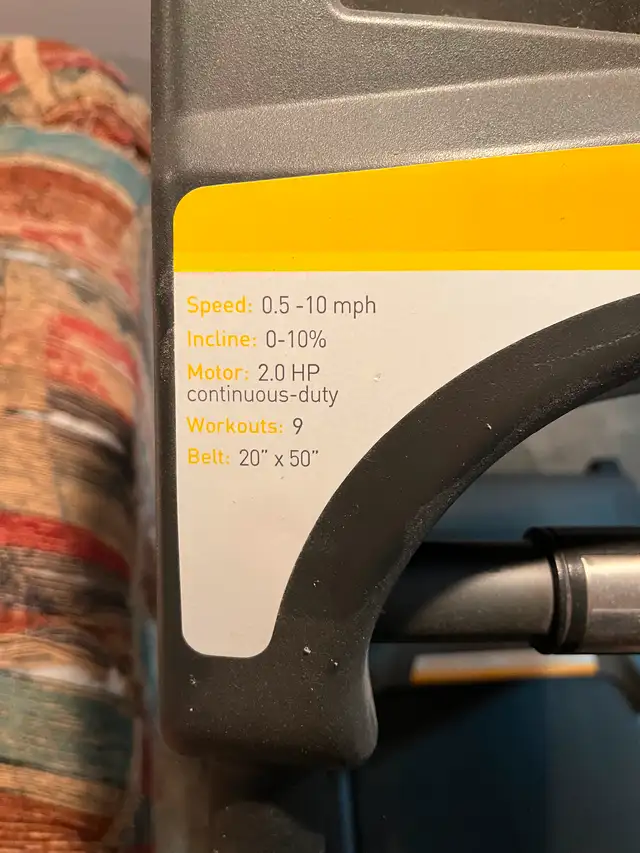 Speed: 0.5 -10 mph
Incline: 0-10%
Motor: 2.0 HP
continuous-duty
Workouts: 9
Belt: 20” x 50”